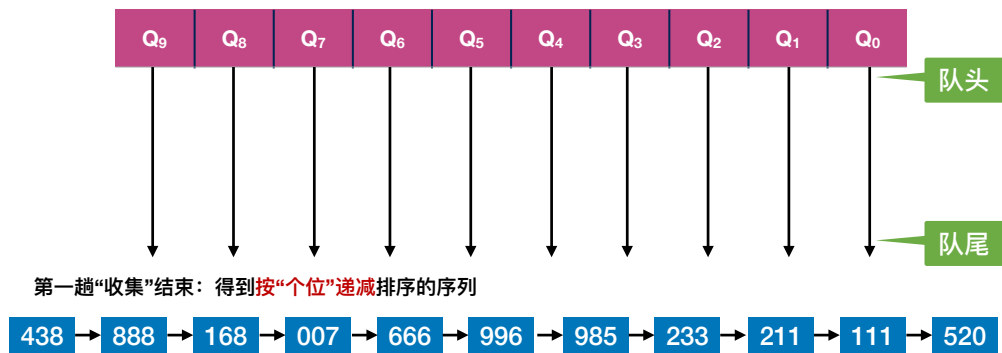 Q₉ Q₈ Q₇ Q₆ Q₅ Q₄ Q₃ Q₂ Q₁ Q₀
队头
队尾
第一趟“收集”结束：得到按“个位”递减排序的序列
438 888 168 007 666 996 985 233 211 111 520